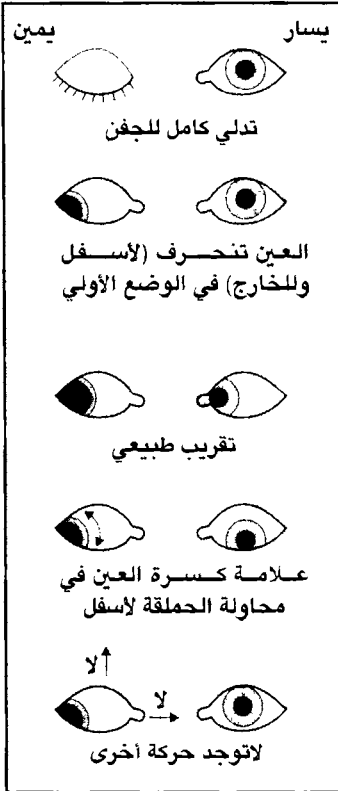 يسار يمين
تدلي كامل للجفن
العين تنحرف (لأسفل
وللخارج) في الوضع الأولي
تقريب طبيعي
علامة كسرة العين في
محاولة الحملقة لأسفل
لا
لا
لاتوجد حركة أخرى